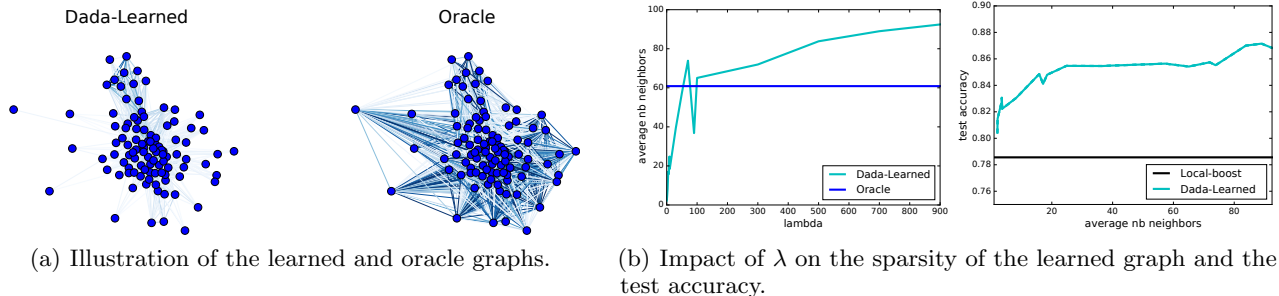 Dada-Learned
Oracle
100
80
60
40
20
0
average nb neighbors
0 100 200 300 400 500 600 700 800 900
lambda
Dada-Learned
Oracle
0.90
0.88
0.86
0.84
0.82
0.80
0.78
0.76
test accuracy
20 40 60 80
average nb neighbors
Local-boost
Dada-Learned
(a) Illustration of the learned and oracle graphs.
(b) Impact of λ on the sparsity of the learned graph and the
test accuracy.